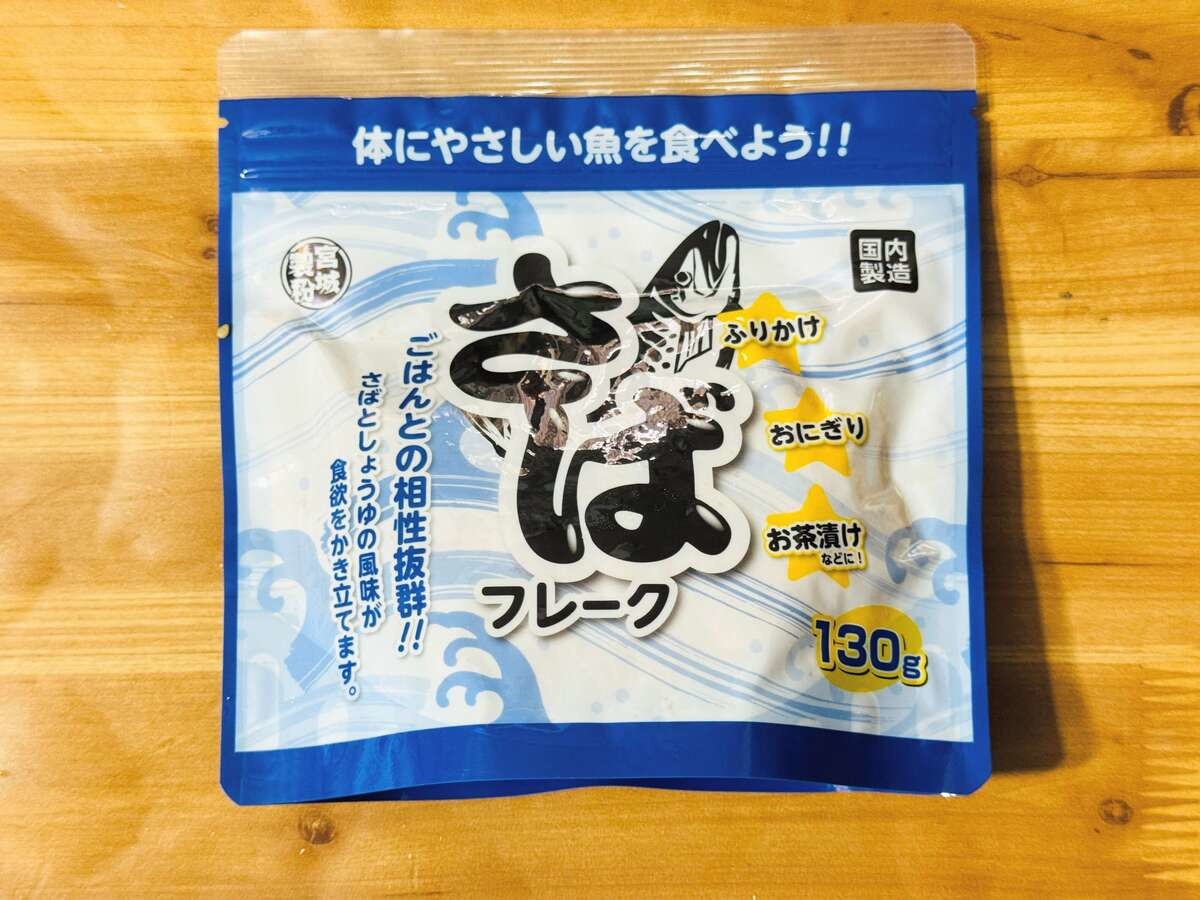 体にやさしい魚を食べよう!!
宮城
製粉
国内
製造
さば
フレーク
ふりかけ
おにぎり
お茶漬け
などに!
ごはんとの相性抜群!!
さばとしょうゆの風味が
食欲をかき立てます。
130g